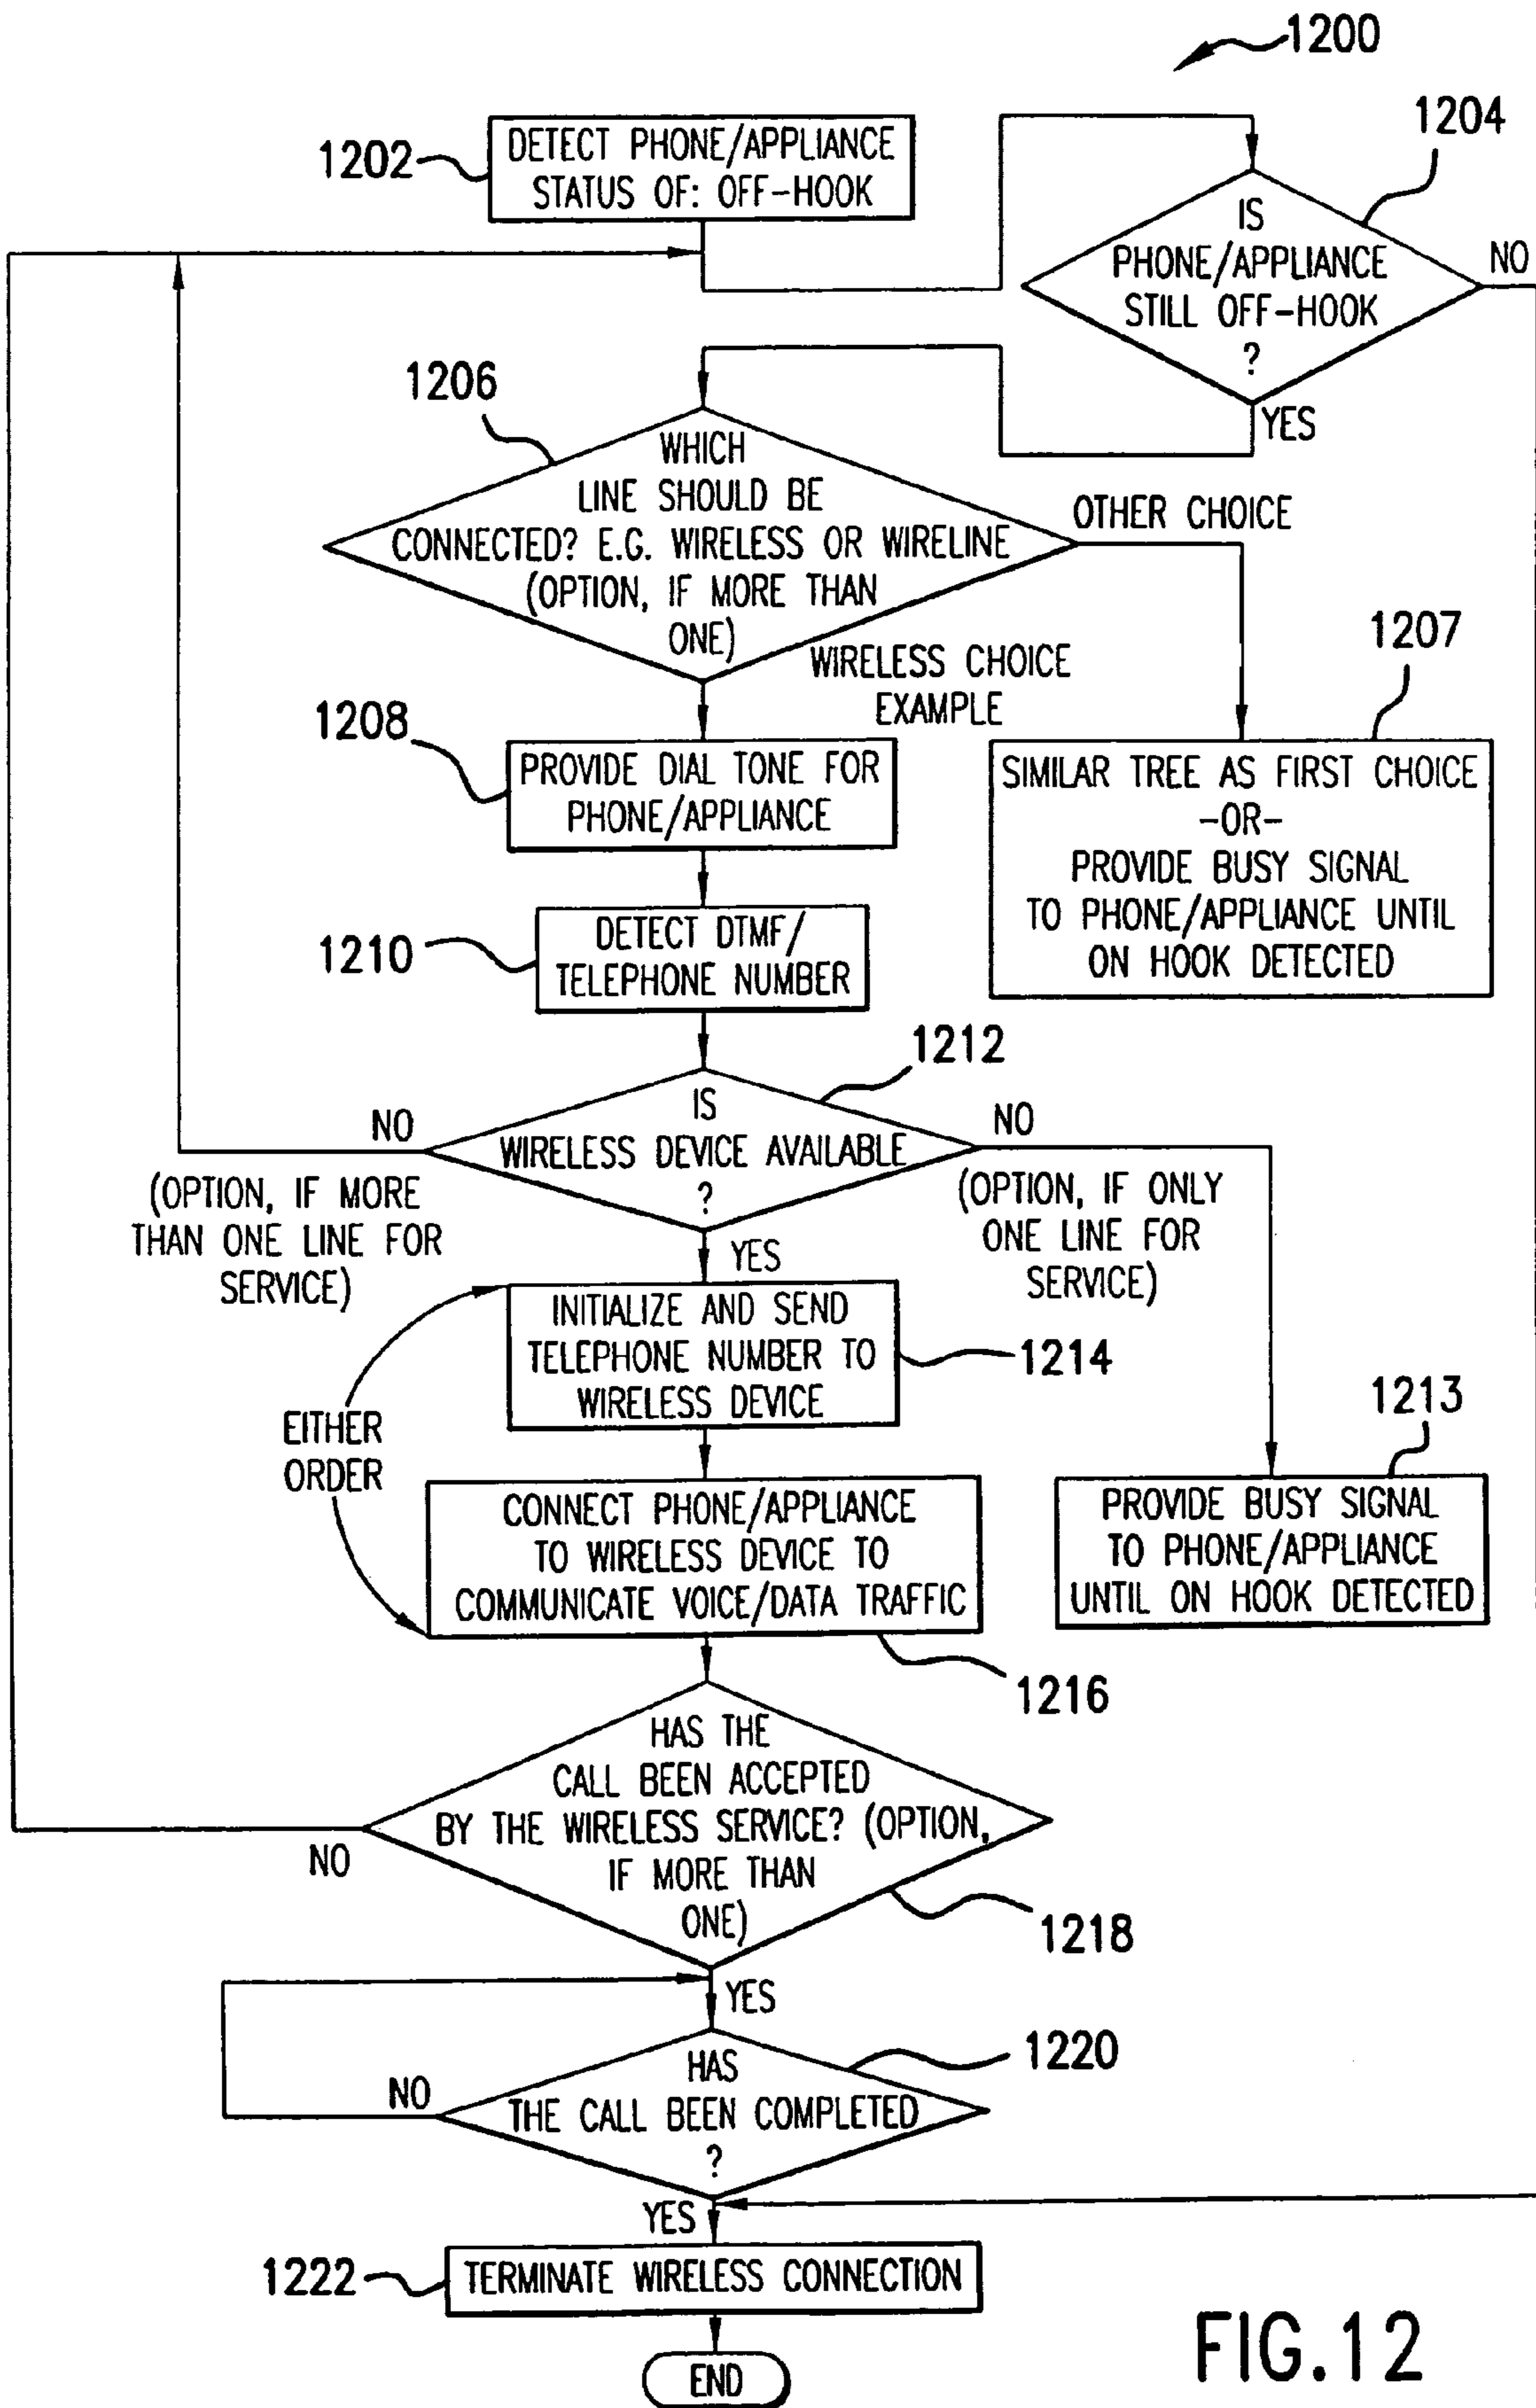 1200
1202
DETECT PHONE/APPLIANCE
STATUS OF: OFF-HOOK
1204
IS
PHONE/APPLIANCE
STILL OFF-HOOK
?
NO
YES
1206
WHICH
LINE SHOULD BE
CONNECTED? E.G. WIRELESS OR WIRELINE
(OPTION, IF MORE THAN
ONE)
OTHER CHOICE
WIRELESS CHOICE
EXAMPLE
1207
SIMILAR TREE AS FIRST CHOICE
-OR-
PROVIDE BUSY SIGNAL
TO PHONE/APPLIANCE UNTIL
ON HOOK DETECTED
1208
PROVIDE DIAL TONE FOR
PHONE/APPLIANCE
1210
DETECT DTMF/
TELEPHONE NUMBER
1212
IS
WIRELESS DEVICE AVAILABLE
?
NO
(OPTION, IF MORE
THAN ONE LINE FOR
SERVICE)
NO
(OPTION, IF ONLY
ONE LINE FOR
SERVICE)
YES
INITIALIZE AND SEND
TELEPHONE NUMBER TO
WIRELESS DEVICE
1214
EITHER
ORDER
1213
PROVIDE BUSY SIGNAL
TO PHONE/APPLIANCE
UNTIL ON HOOK DETECTED
CONNECT PHONE/APPLIANCE
TO WIRELESS DEVICE TO
COMMUNICATE VOICE/DATA TRAFFIC
1216
HAS THE
CALL BEEN ACCEPTED
BY THE WIRELESS SERVICE? (OPTION,
IF MORE THAN
ONE)
NO
1218
YES
1220
HAS
THE CALL BEEN COMPLETED
?
NO
YES
1222
TERMINATE WIRELESS CONNECTION
END
FIG.12